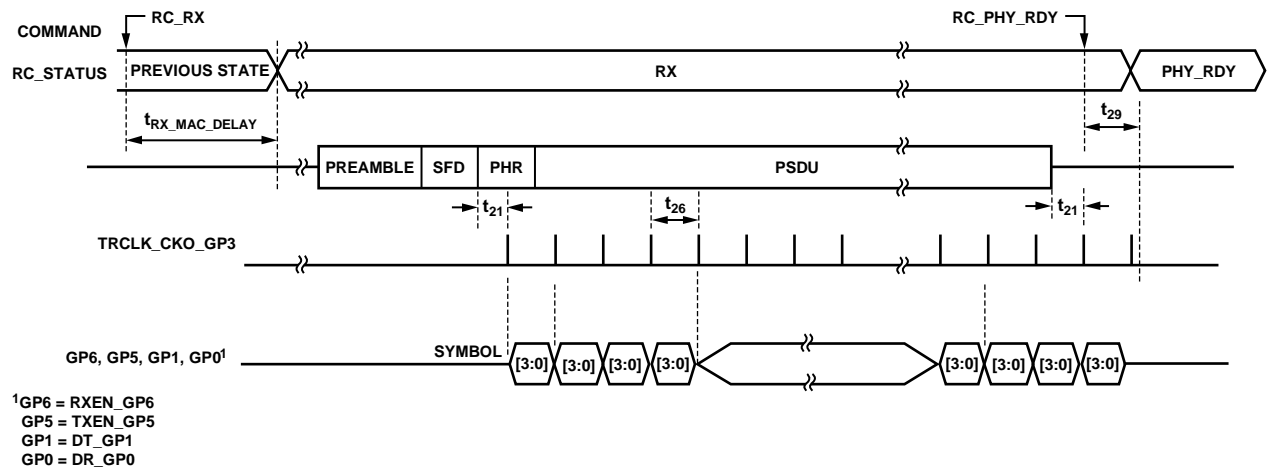 COMMAND
RC_RX
RC_PHY_RDY
RC_STATUS
PREVIOUS STATE
RX
PHY_RDY
tRX_MAC_DELAY
t29
PREAMBLE
SFD
PHR
PSDU
t21
t26
t21
TRCLK_CKO_GP3
GP6, GP5, GP1, GP0¹
SYMBOL
[3:0]
[3:0]
[3:0]
[3:0]
[3:0]
[3:0]
[3:0]
[3:0]
¹GP6 = RXEN_GP6
GP5 = TXEN_GP5
GP1 = DT_GP1
GP0 = DR_GP0